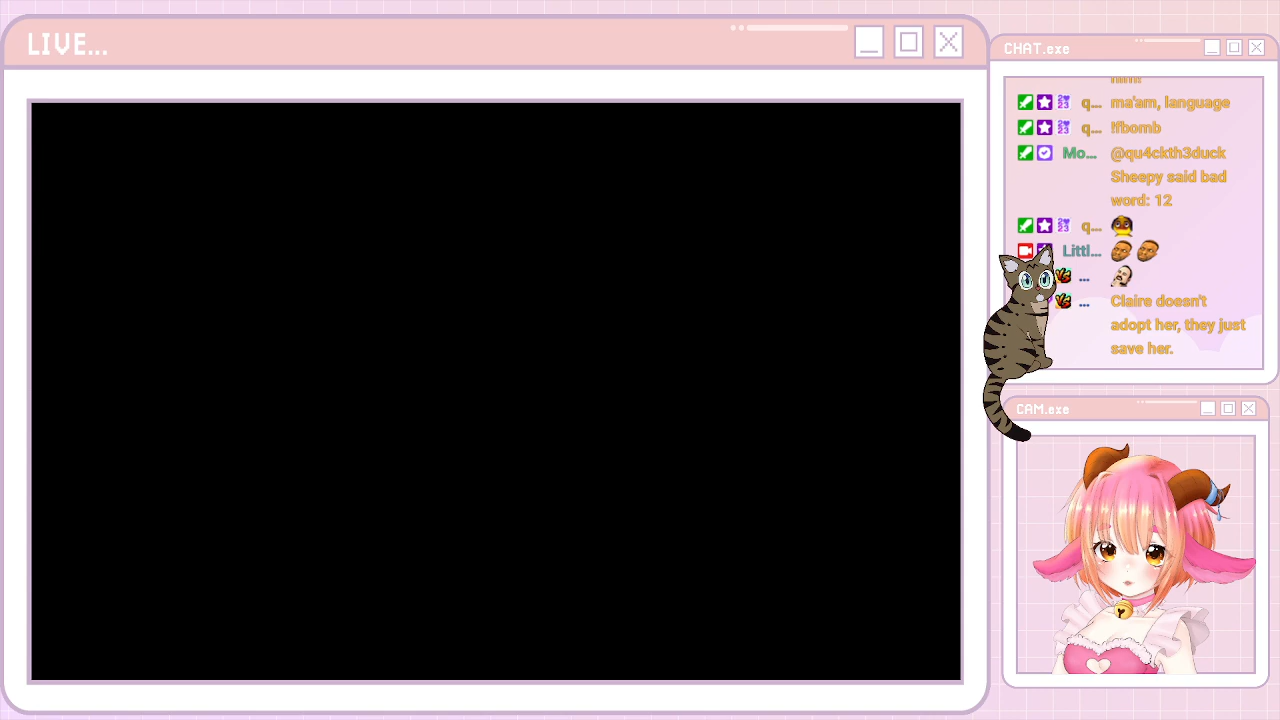 LIVE...
CHAT.exe
q... ma'am, language
q... !fbomb
Mo... @qu4ckth3duck
Sheepy said bad
word: 12
q...
Littl...
...
... Claire doesn't
adopt her, they just
save her.
CAM.exe